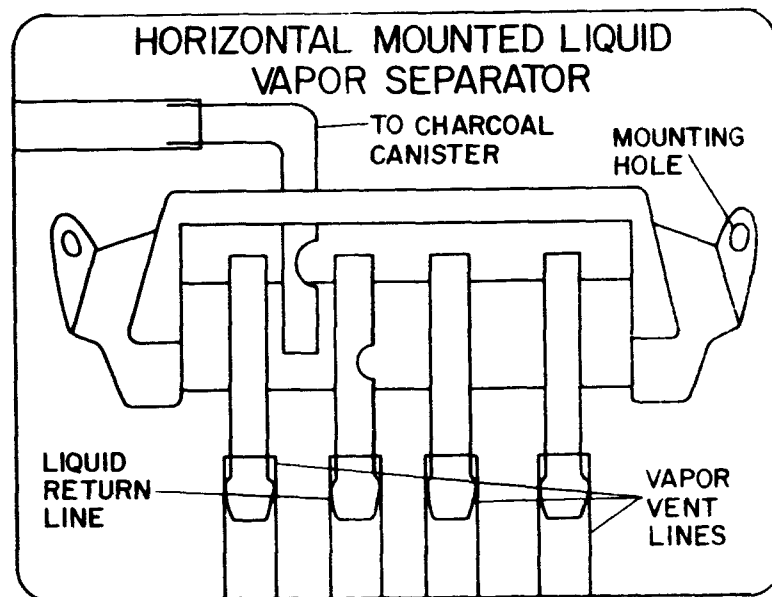 HORIZONTAL MOUNTED LIQUID
VAPOR SEPARATOR
TO CHARCOAL
CANISTER
MOUNTING
HOLE
LIQUID
RETURN
LINE
VAPOR
VENT
LINES